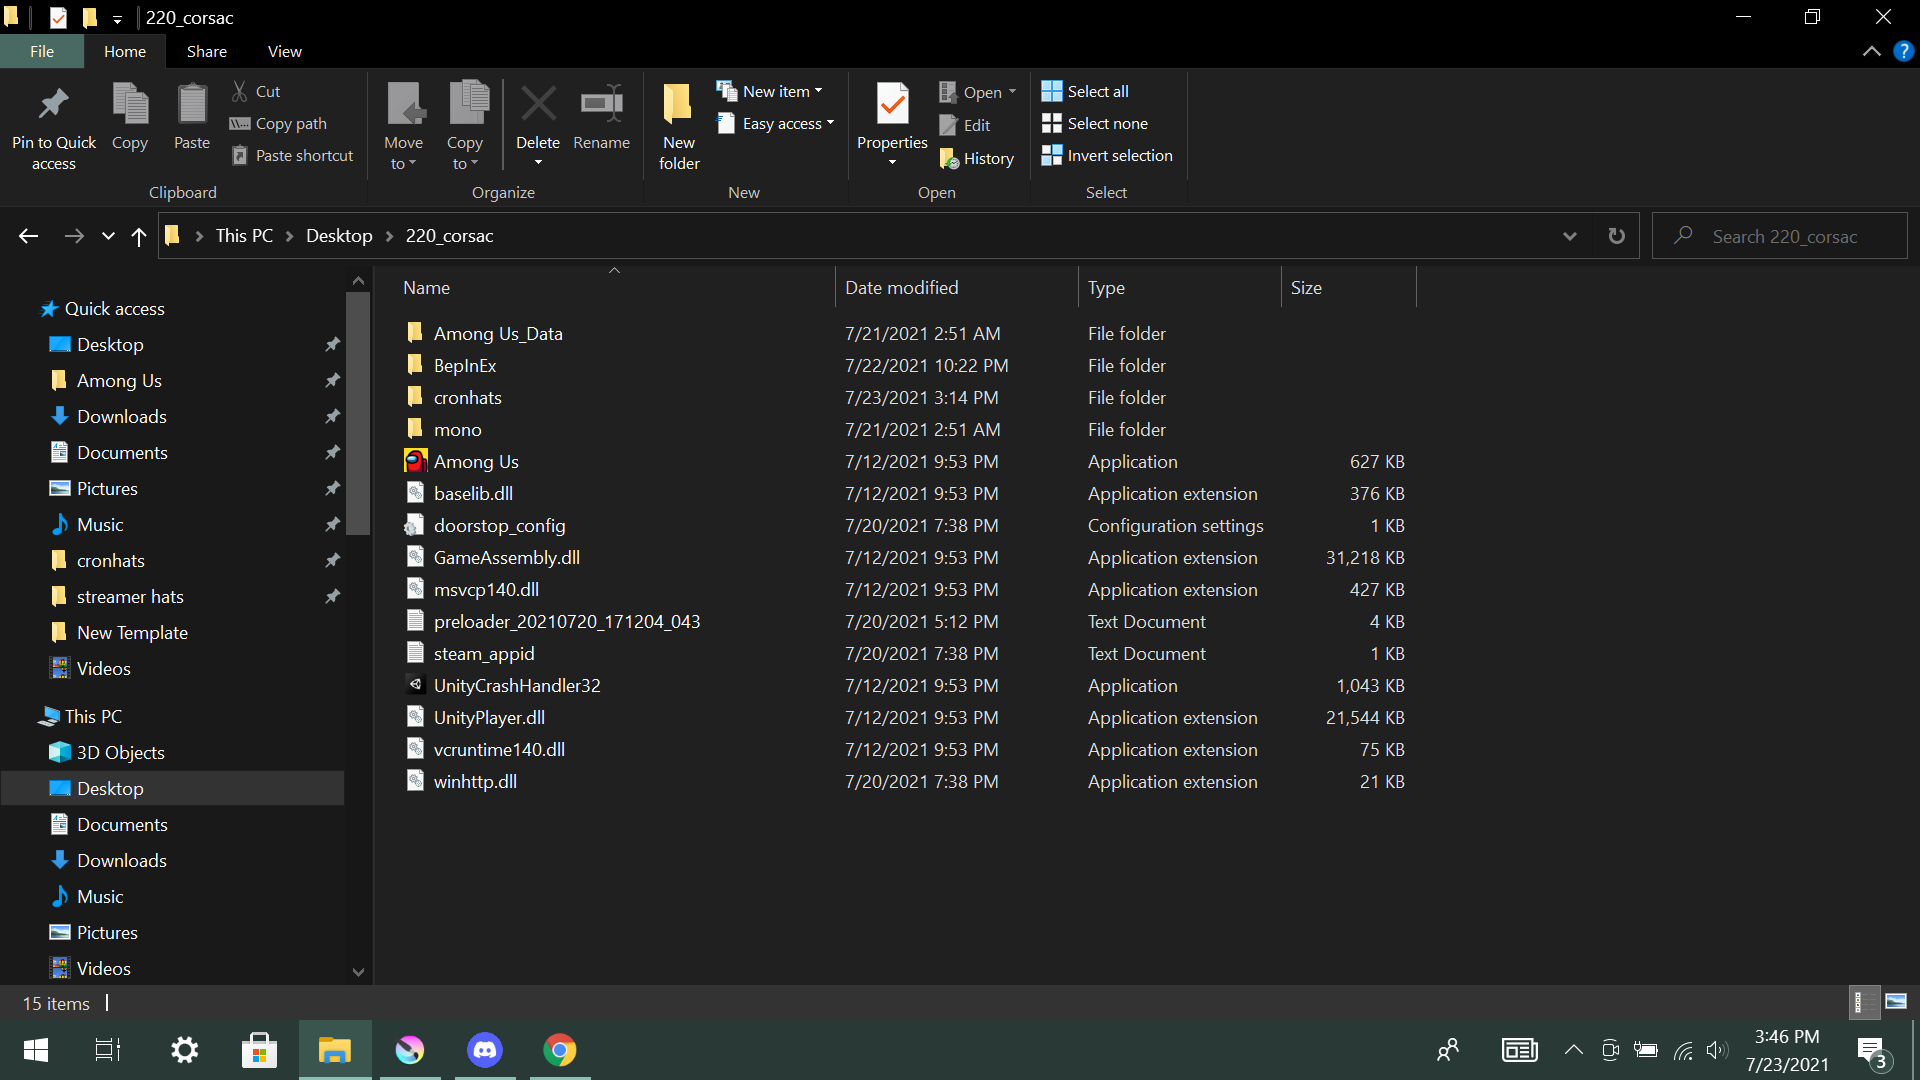 220_corsac
File Home Share View
Pin to Quick access
Copy
Paste
Cut
Copy path
Paste shortcut
Clipboard
Move to
Copy to
Delete
Rename
Organize
New folder
New item
Easy access
New
Properties
Open
Edit
History
Open
Select all
Select none
Invert selection
Select
This PC > Desktop > 220_corsac
Search 220_corsac
Quick access
Desktop
Among Us
Downloads
Documents
Pictures
Music
cronhats
streamer hats
New Template
Videos
This PC
3D Objects
Desktop
Documents
Downloads
Music
Pictures
Videos
Name Date modified Type Size
Among Us_Data 7/21/2021 2:51 AM File folder
BepInEx 7/22/2021 10:22 PM File folder
cronhats 7/23/2021 3:14 PM File folder
mono 7/21/2021 2:51 AM File folder
Among Us 7/12/2021 9:53 PM Application 627 KB
baselib.dll 7/12/2021 9:53 PM Application extension 376 KB
doorstop_config 7/20/2021 7:38 PM Configuration settings 1 KB
GameAssembly.dll 7/12/2021 9:53 PM Application extension 31,218 KB
msvcp140.dll 7/12/2021 9:53 PM Application extension 427 KB
preloader_20210720_171204_043 7/20/2021 5:12 PM Text Document 4 KB
steam_appid 7/20/2021 7:38 PM Text Document 1 KB
UnityCrashHandler32 7/12/2021 9:53 PM Application 1,043 KB
UnityPlayer.dll 7/12/2021 9:53 PM Application extension 21,544 KB
vcruntime140.dll 7/12/2021 9:53 PM Application extension 75 KB
winhttp.dll 7/20/2021 7:38 PM Application extension 21 KB
15 items
3:46 PM
7/23/2021
3